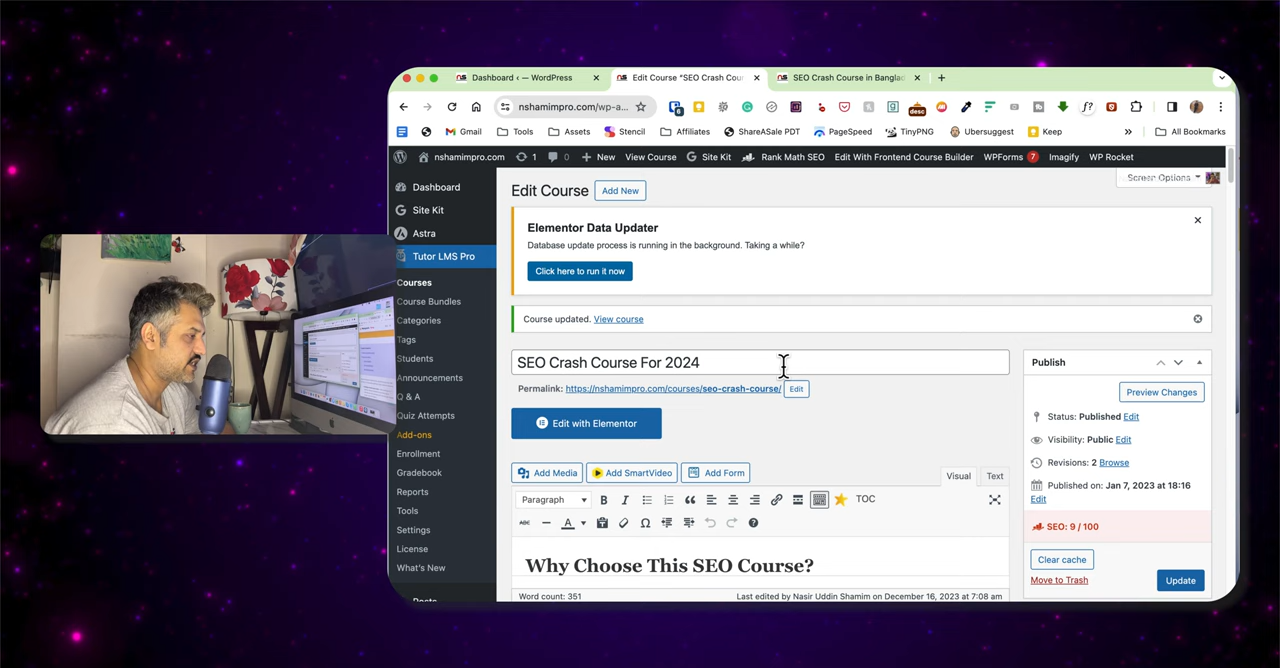 Dashboard ‹ — WordPress
Edit Course "SEO Crash Cou
SEO Crash Course in Banglad
nshamimpro.com/wp-a...
6
desc
f?
Gmail
Tools
Assets
Stencil
Affiliates
ShareASale PDT
PageSpeed
TinyPNG
Ubersuggest
Keep
»
All Bookmarks
nshamimpro.com
1
0
+ New
View Course
Site Kit
Rank Math SEO
Edit With Frontend Course Builder
WPForms 7
Imagify
WP Rocket
Dashboard
Site Kit
Astra
Tutor LMS Pro
Courses
Course Bundles
Categories
Tags
Students
Announcements
Q & A
Quiz Attempts
Add-ons
Enrollment
Gradebook
Reports
Tools
Settings
License
What's New
Posts
Screen Options
Edit Course
Add New
Elementor Data Updater
Database update process is running in the background. Taking a while?
Click here to run it now
Course updated. View course
SEO Crash Course For 2024
Permalink: https://nshamimpro.com/courses/seo-crash-course/ Edit
Edit with Elementor
Add Media
Add SmartVideo
Add Form
Visual
Text
Paragraph
B
I
TOC
ABC
A
Ω
Why Choose This SEO Course?
Word count: 351
Last edited by Nasir Uddin Shamim on December 16, 2023 at 7:08 am
Publish
Preview Changes
Status: Published Edit
Visibility: Public Edit
Revisions: 2 Browse
Published on: Jan 7, 2023 at 18:16
Edit
SEO: 9 / 100
Clear cache
Move to Trash
Update